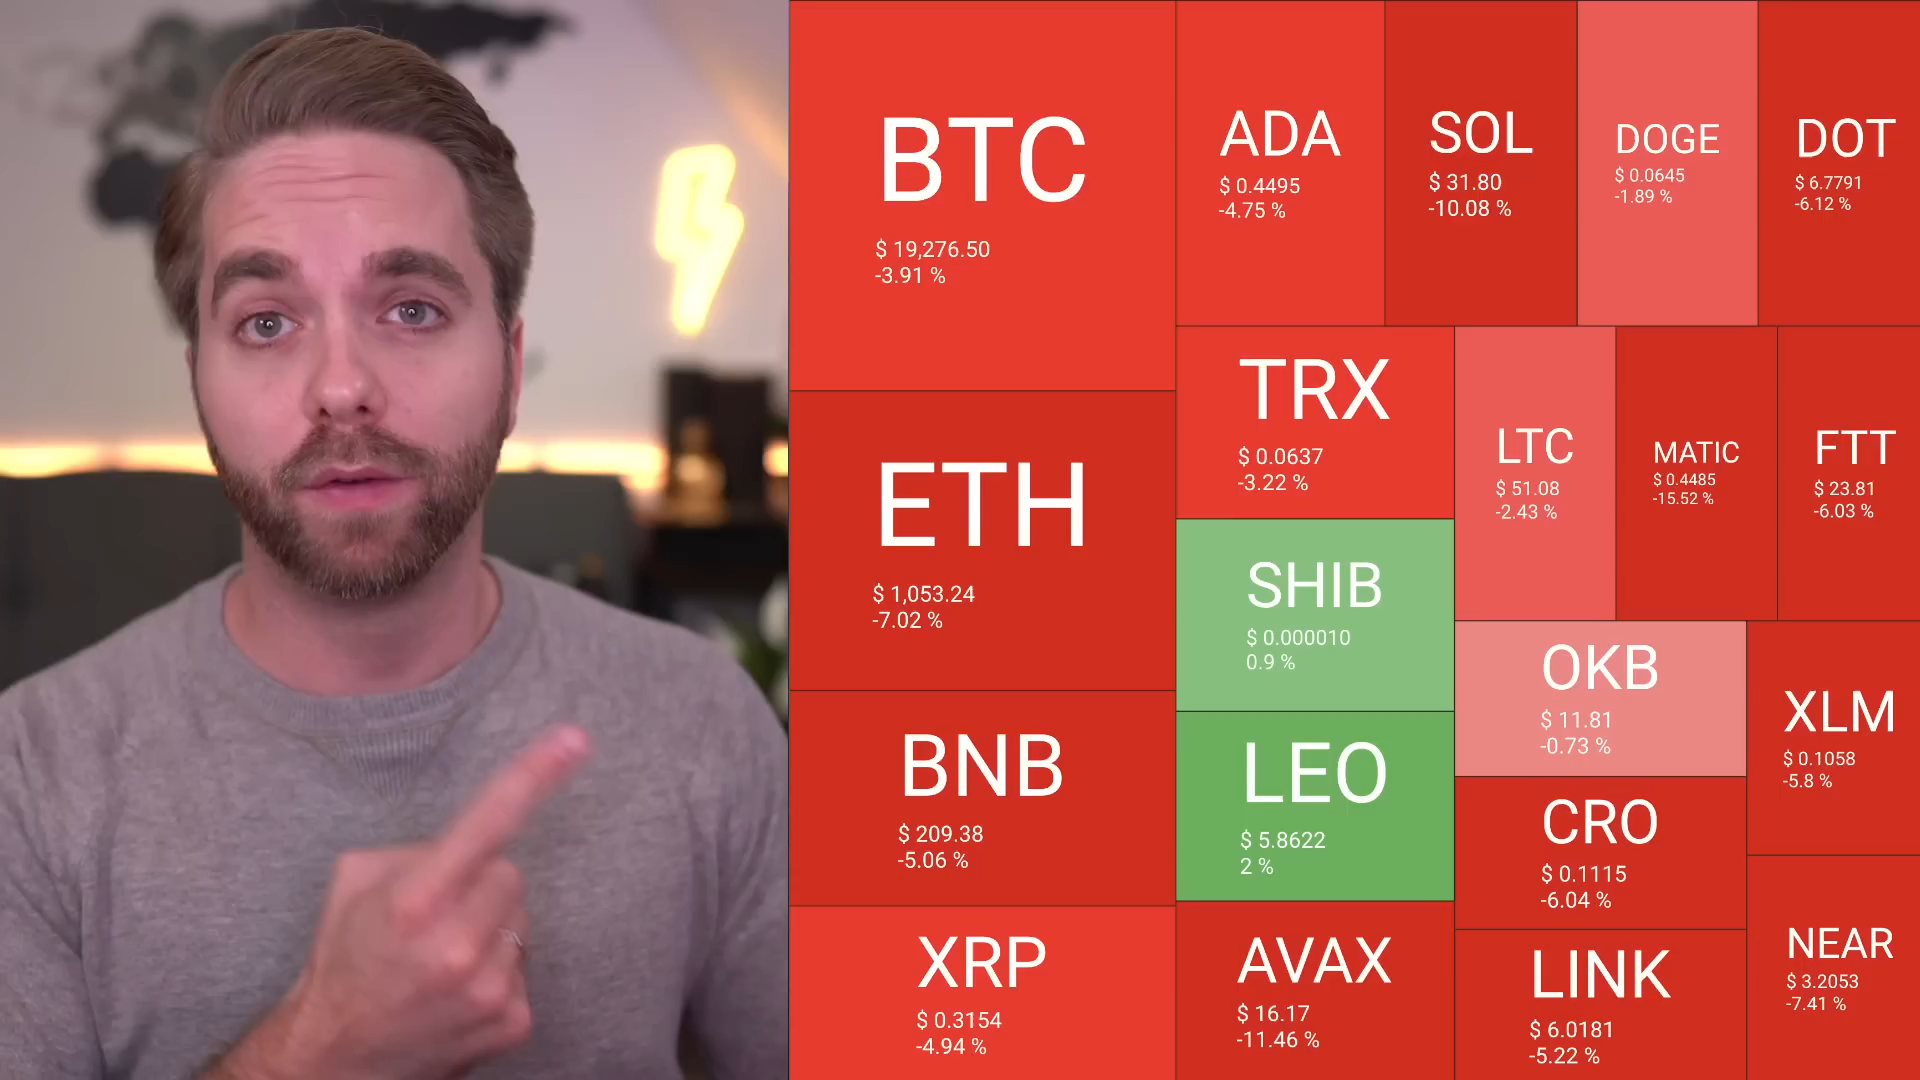 BTC
$ 19,276.50
-3.91 %
ETH
$ 1,053.24
-7.02 %
BNB
$ 209.38
-5.06 %
XRP
$ 0.3154
-4.94 %
ADA
$ 0.4495
-4.75 %
SOL
$ 31.80
-10.08 %
DOGE
$ 0.0645
-1.89 %
DOT
$ 6.7791
-6.12 %
TRX
$ 0.0637
-3.22 %
SHIB
$ 0.000010
0.9 %
LEO
$ 5.8622
2 %
AVAX
$ 16.17
-11.46 %
LTC
$ 51.08
-2.43 %
MATIC
$ 0.4485
-15.52 %
FTT
$ 23.81
-6.03 %
OKB
$ 11.81
-0.73 %
CRO
$ 0.1115
-6.04 %
LINK
$ 6.0181
-5.22 %
XLM
$ 0.1058
-5.8 %
NEAR
$ 3.2053
-7.41 %